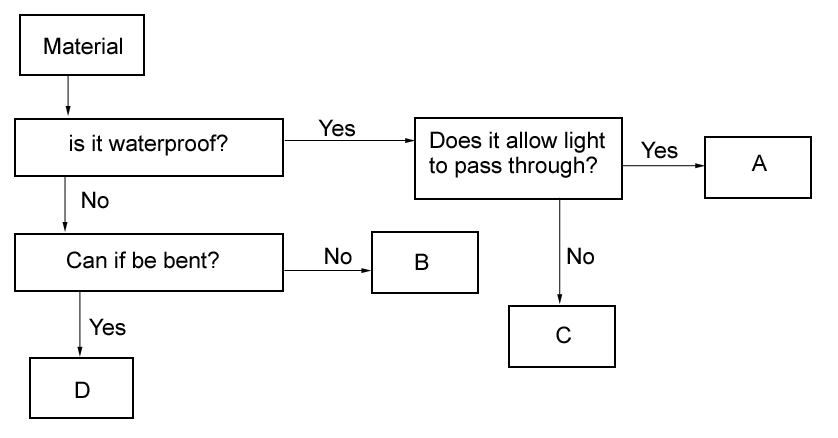 Material
is it waterproof?
Yes
Does it allow light
to pass through?
Yes
A
No
Can if be bent?
No
B
No
C
Yes
D